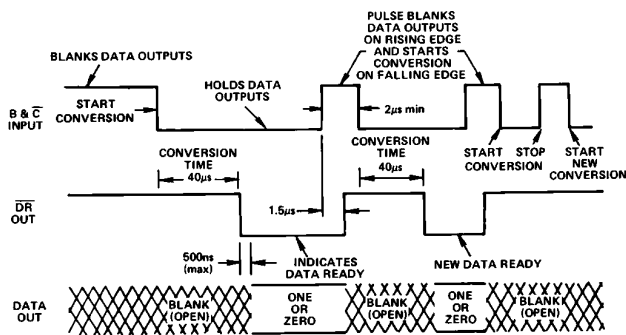 PULSE BLANKS
DATA OUTPUTS
ON RISING EDGE
AND STARTS
CONVERSION
ON FALLING EDGE
BLANKS DATA OUTPUTS
HOLDS DATA
OUTPUTS
START
CONVERSION
2μs min
B & C̅
INPUT
START
CONVERSION
STOP
START
NEW
CONVERSION
CONVERSION
TIME
40μs
CONVERSION
TIME
40μs
D̅R̅
OUT
1.5μs
500ns
(max)
INDICATES
DATA READY
NEW DATA READY
DATA
OUT
BLANK
(OPEN)
ONE
OR
ZERO
BLANK
(OPEN)
ONE
OR
ZERO
BLANK
(OPEN)